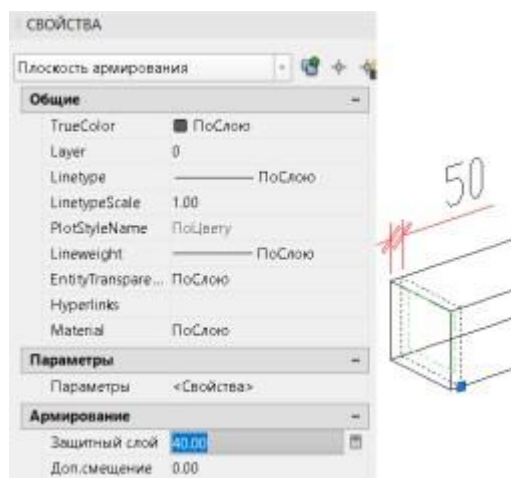 СВОЙСТВА
Плоскость армирования
Общие
TrueColor ПоСлою
Layer 0
Linetype ПоСлою
LinetypeScale 1.00
PlotStyleName ПоЦвету
Lineweight ПоСлою
EntityTranspare... ПоСлою
Hyperlinks
Material ПоСлою
Параметры
Параметры <Свойства>
Армирование
Защитный слой 40.00
Доп.смещение 0.00
50